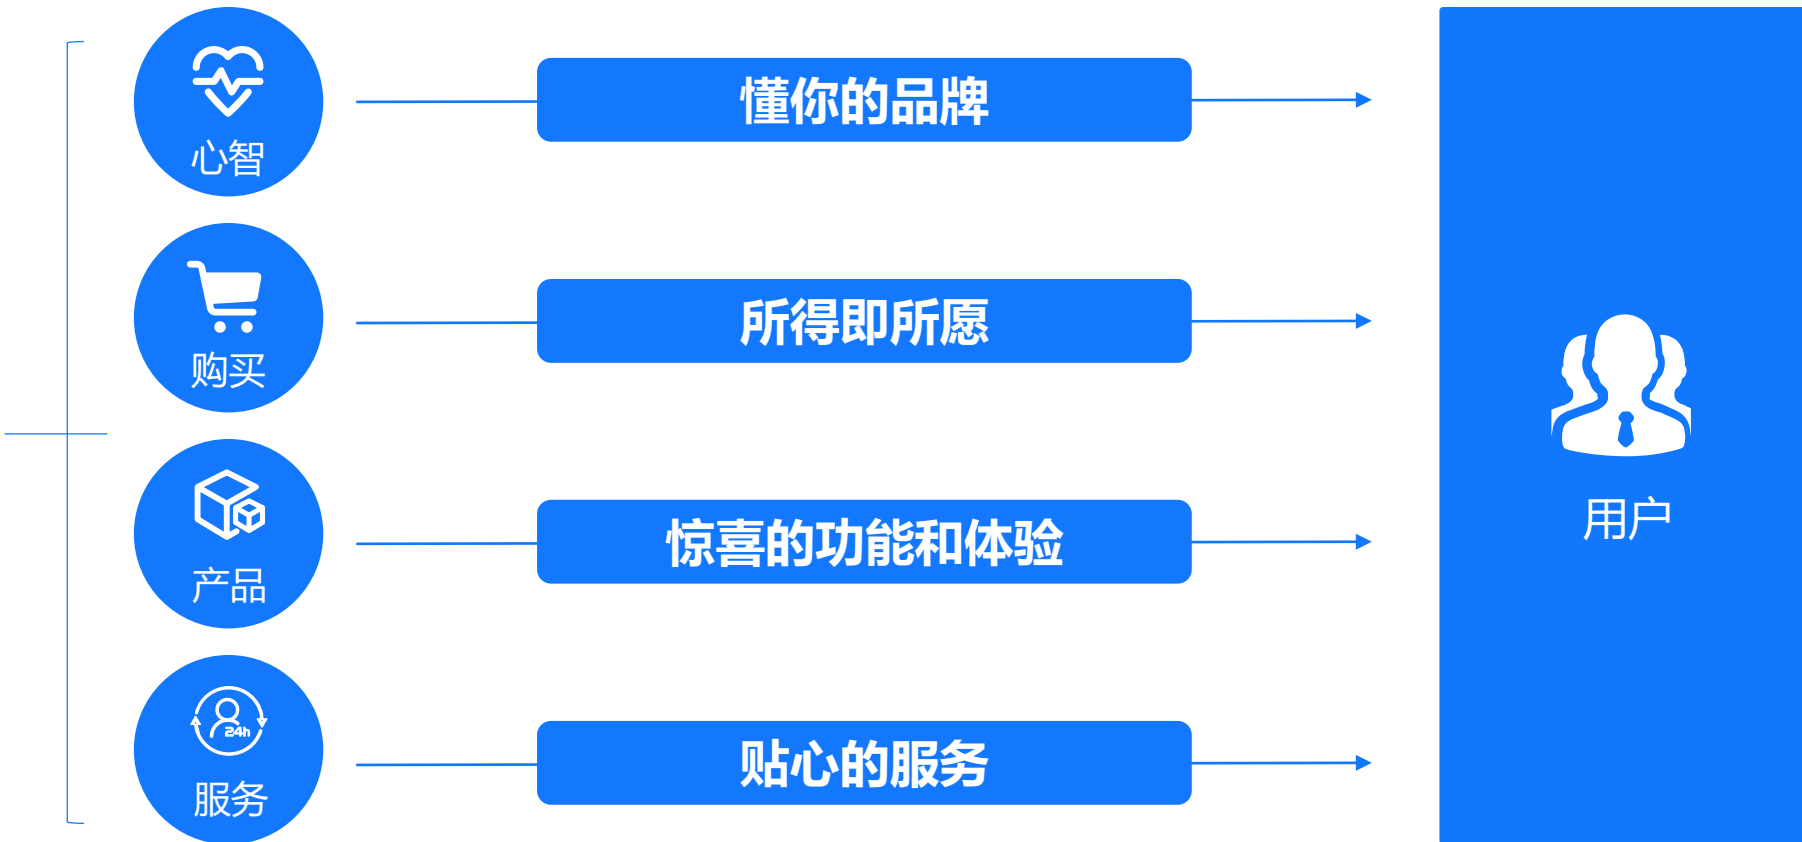 心智
懂你的品牌
购买
所得即所愿
产品
惊喜的功能和体验
24h
服务
贴心的服务
用户